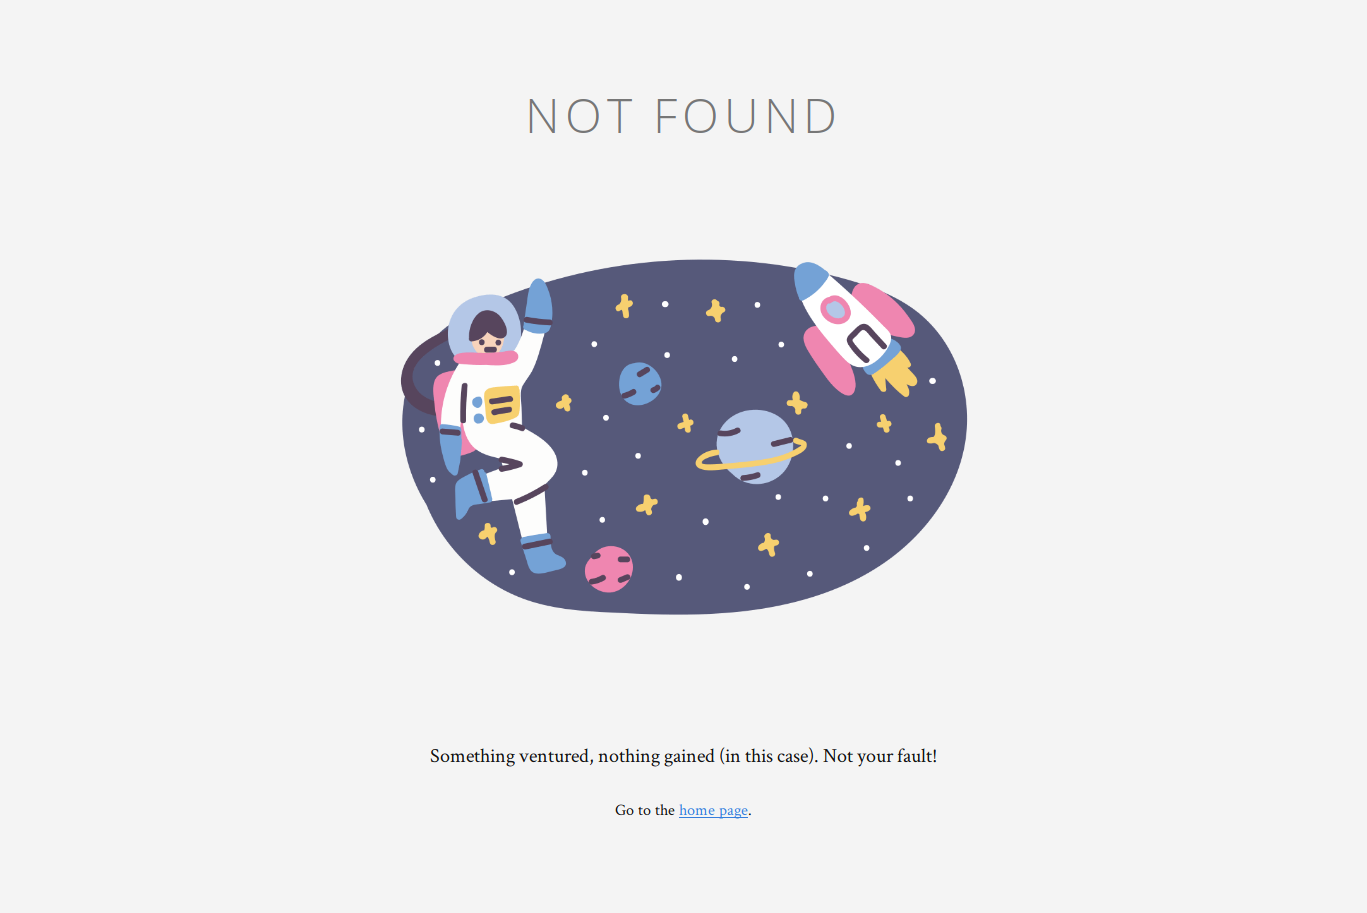 NOT FOUND
Something ventured, nothing gained (in this case). Not your fault!
Go to the home page.